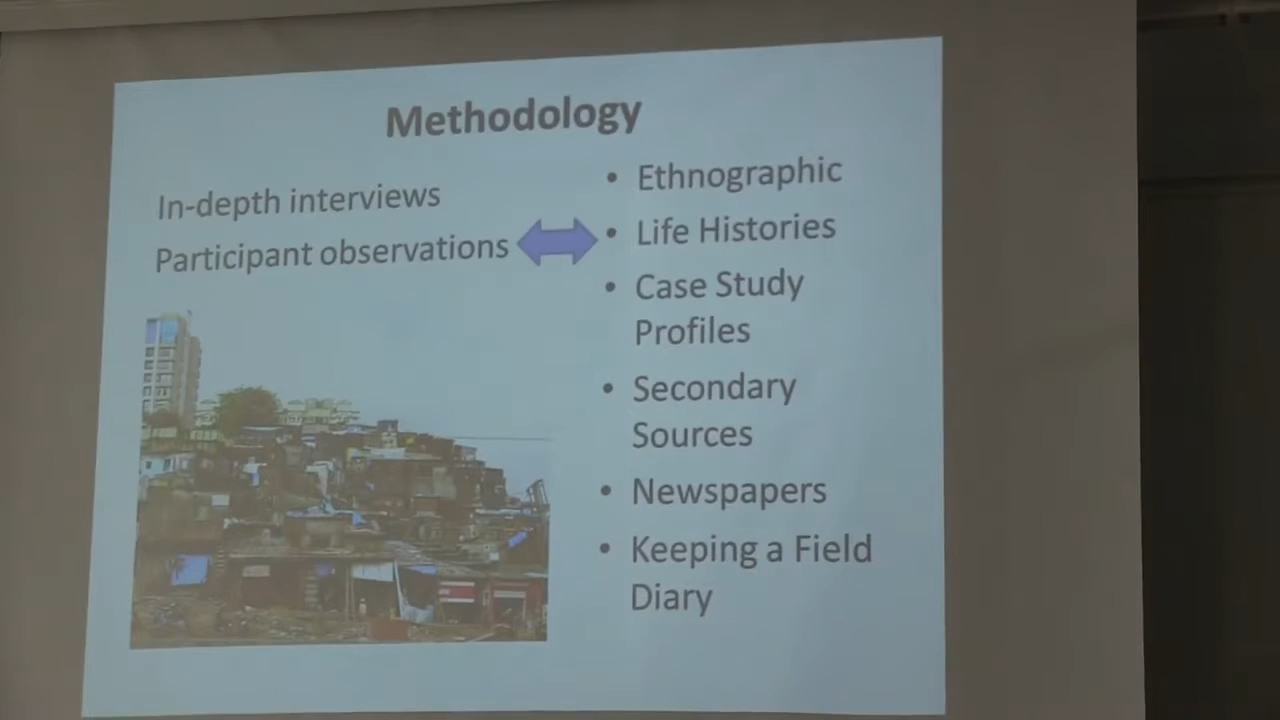 Methodology
In-depth interviews
Participant observations
• Ethnographic
• Life Histories
• Case Study
Profiles
• Secondary
Sources
• Newspapers
• Keeping a Field
Diary